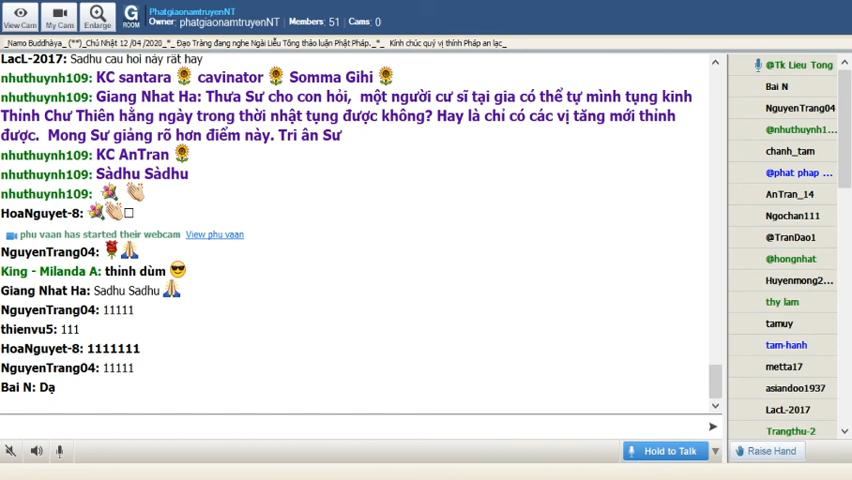 View Cam
My Cam
Enlarge
G
ROOM
PhatgiaonamtruyenNT
Owner: phatgiaonamtruyenNT Members: 51 Cams: 0
_Namo Buddhàya_ (**)_Chủ Nhật 12 /04 /2020_*_ Đạo Tràng đang nghe Ngài Liễu Tông thảo luận Phật Pháp._*_ Kính chúc quý vị thính Pháp an lạc_
LacL-2017: Sadhu câu hỏi này rất hay
nhuthuynh109: KC santara cavinator Somma Gihi
nhuthuynh109: Giang Nhat Ha: Thưa Sư cho con hỏi, một người cư sĩ tại gia có thể tự mình tụng kinh
Thỉnh Chư Thiên hằng ngày trong thời nhật tụng được không? Hay là chỉ có các vị tăng mới thỉnh
được. Mong Sư giảng rõ hơn điểm này. Tri ân Sư
nhuthuynh109: KC AnTran
nhuthuynh109: Sàdhu Sàdhu
nhuthuynh109:
HoaNguyet-8:
phu vaan has started their webcam View phu vaan
NguyenTrang04:
King - Milanda A: thỉnh dùm
Giang Nhat Ha: Sadhu Sadhu
NguyenTrang04: 11111
thienvu5: 111
HoaNguyet-8: 1111111
NguyenTrang04: 11111
Bai N: Dạ
Hold to Talk
@Tk Lieu Tong
Bai N
NguyenTrang04
@nhuthuynh1...
chanh_tam
@phat phap ...
AnTran_14
Ngochan111
@TranDao1
@hongnhat
Huyenmong2...
thy lam
tamuy
tam-hanh
metta17
asiandoo1937
LacL-2017
Trangthu-2
Raise Hand